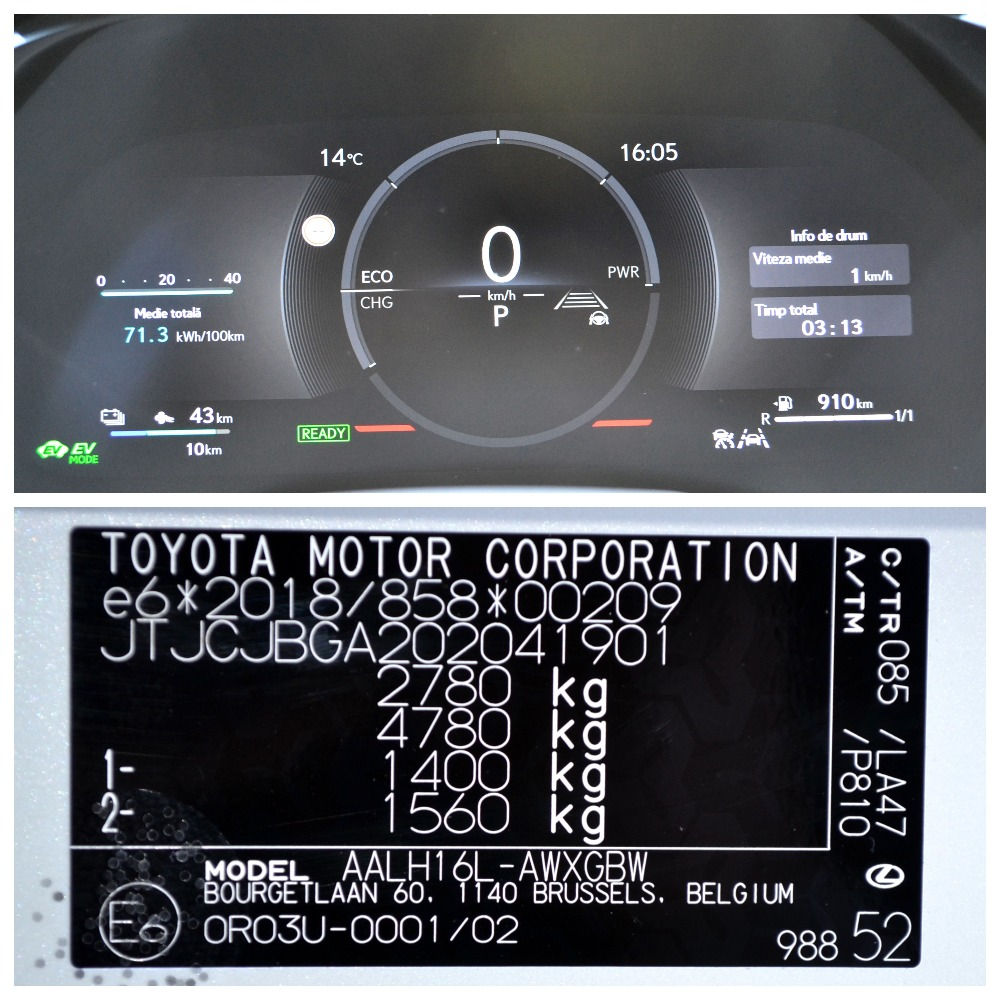 14°C
16:05
0 · · 20 · · 40
Medie totală
71.3 kWh/100km
ECO
CHG
0
km/h
P
PWR
Info de drum
Viteza medie
1 km/h
Timp total
03:13
43 km
10km
EV
EV
MODE
READY
910 km
R
1/1
TOYOTA MOTOR CORPORATION
e6*2018/858*00209
JTJCJBGA202041901
2780 kg
4780 kg
1- 1400 kg
2- 1560 kg
C/TR 085 /LA47
A/TM /P810
MODEL AALH16L-AWXGBW
BOURGETLAAN 60, 1140 BRUSSELS, BELGIUM
E6
0R03U-0001/02
988 52